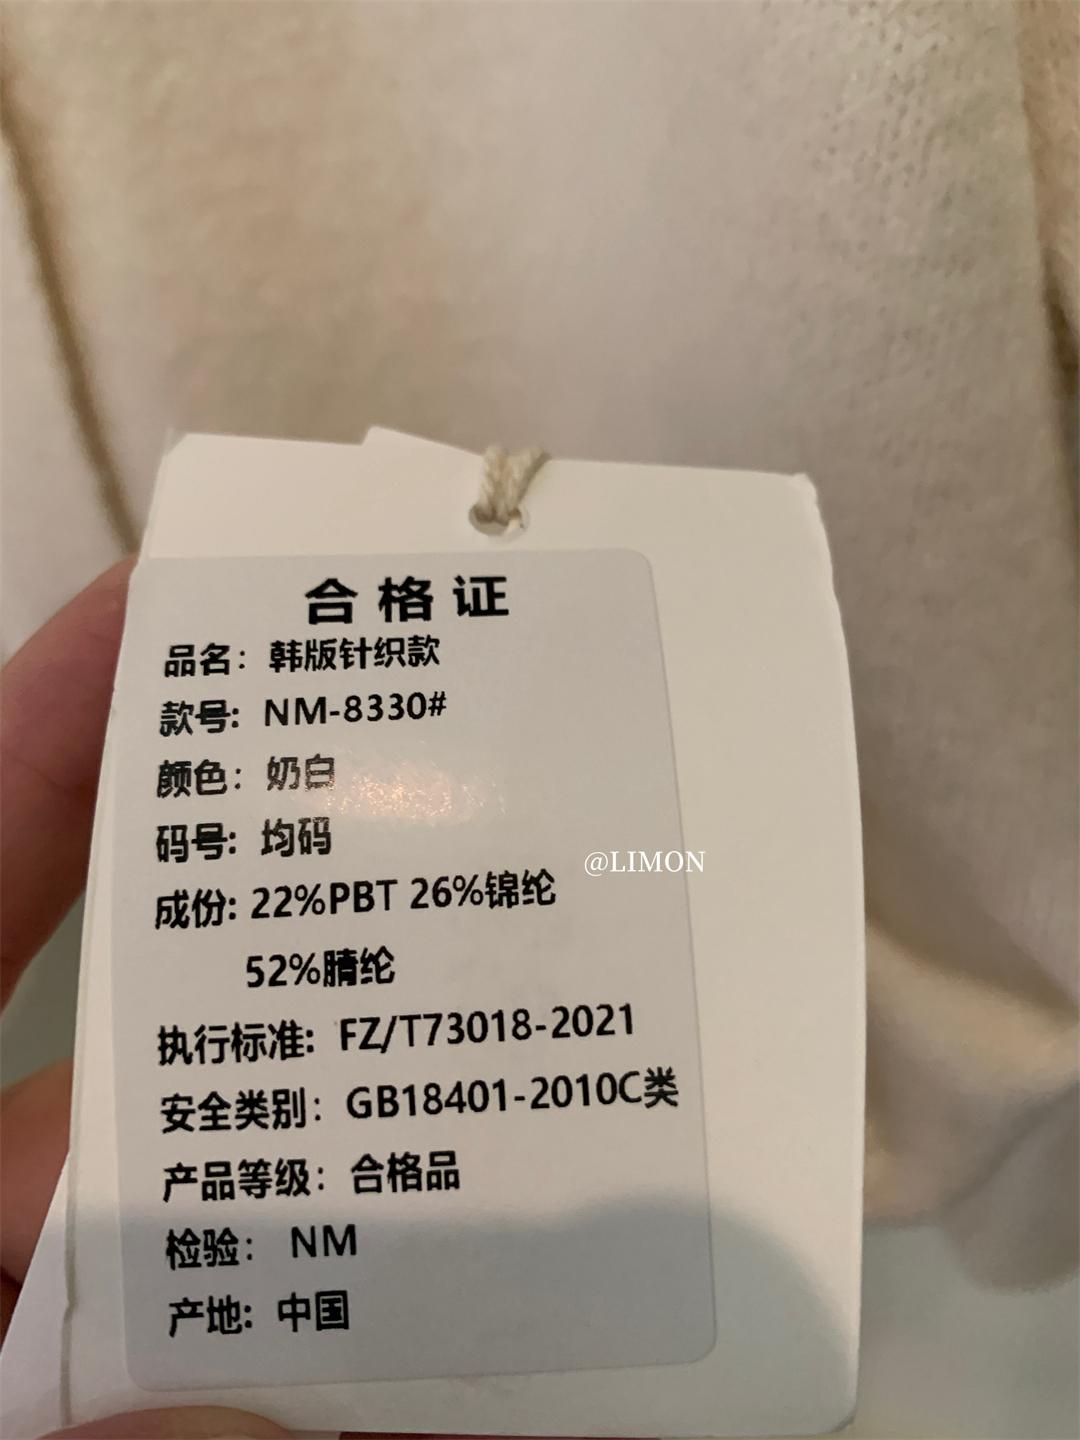 合格证
品名：韩版针织款
款号: NM-8330#
颜色：奶白
码号: 均码
成份: 22%PBT 26%锦纶
52%腈纶
执行标准: FZ/T73018-2021
安全类别：GB18401-2010C类
产品等级：合格品
检验： NM
产地: 中国
@LIMON